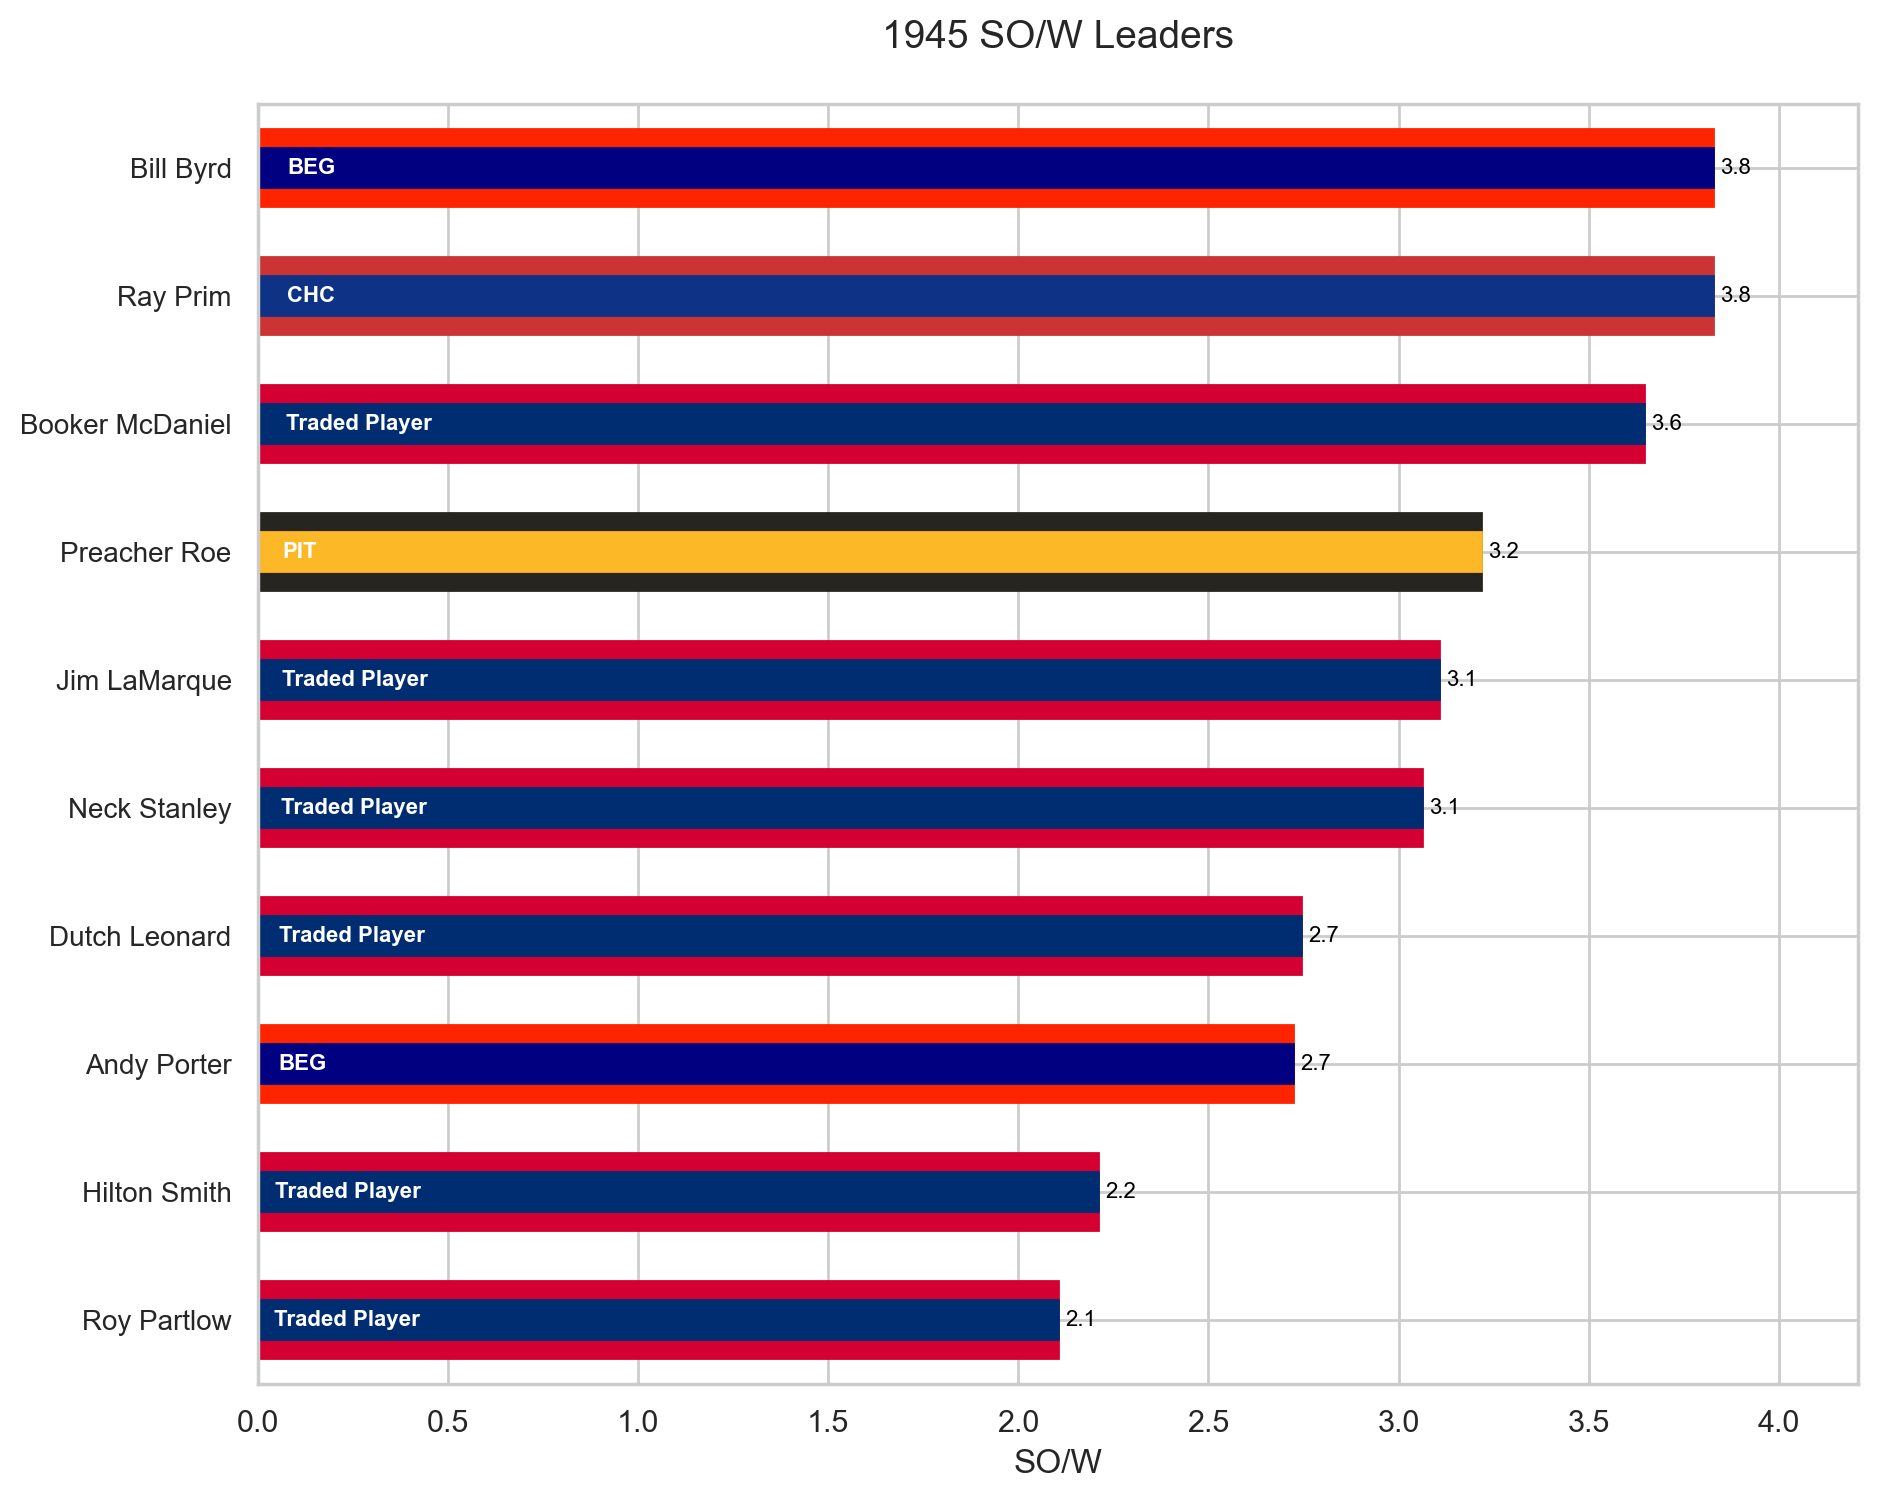 1945 SO/W Leaders
Bill Byrd BEG 3.8
Ray Prim CHC 3.8
Booker McDaniel Traded Player 3.6
Preacher Roe PIT 3.2
Jim LaMarque Traded Player 3.1
Neck Stanley Traded Player 3.1
Dutch Leonard Traded Player 2.7
Andy Porter BEG 2.7
Hilton Smith Traded Player 2.2
Roy Partlow Traded Player 2.1
0.0 0.5 1.0 1.5 2.0 2.5 3.0 3.5 4.0
SO/W